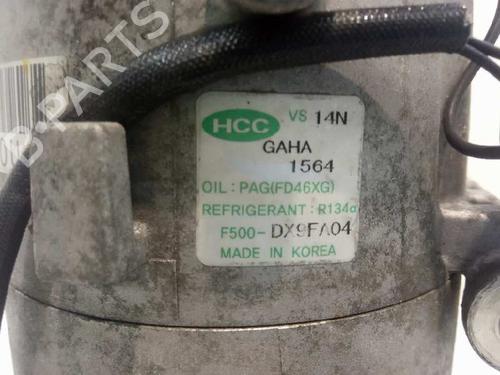 B-PARTS
HCC VS 14N
GAHA
1564
OIL : PAG(FD46XG)
REFRIGERANT : R134a
F500- DX9FA04
MADE IN KOREA